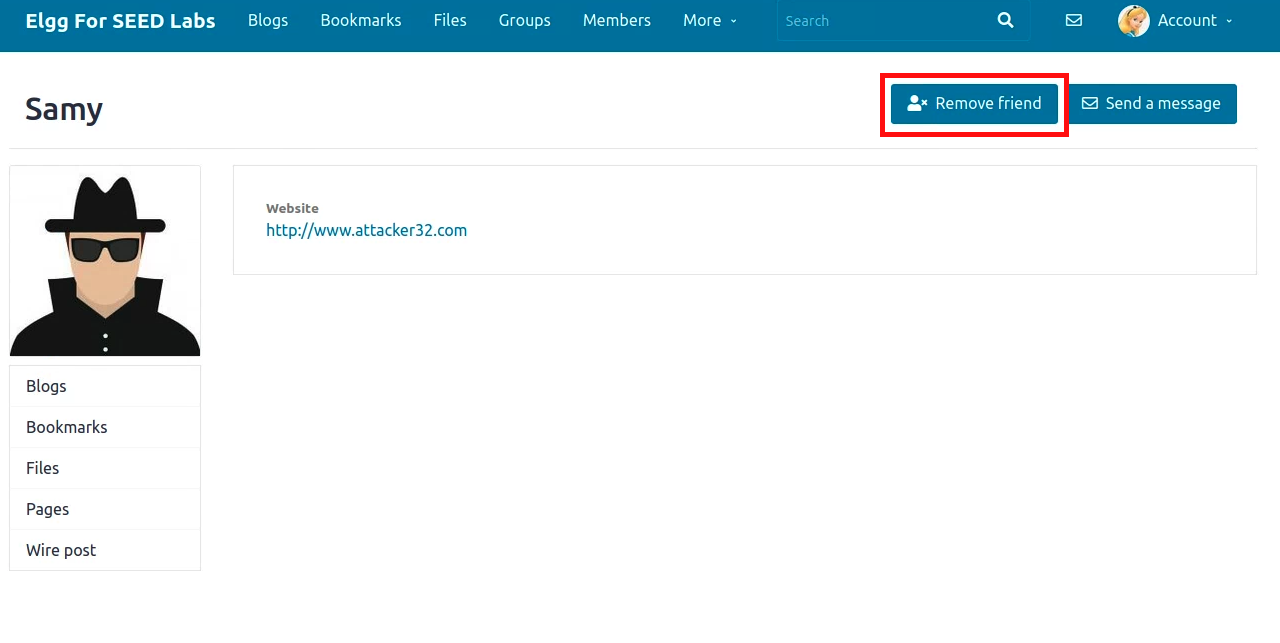 Elgg For SEED Labs Blogs Bookmarks Files Groups Members More Search Account
Samy
Remove friend Send a message
Website
http://www.attacker32.com
Blogs
Bookmarks
Files
Pages
Wire post